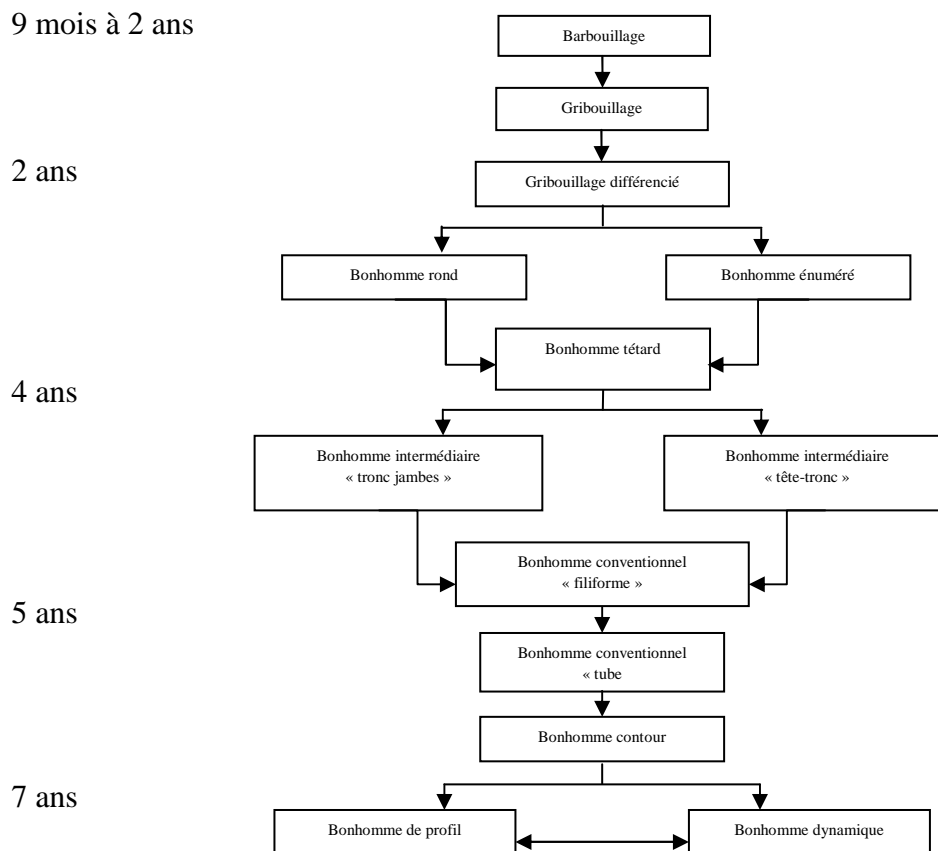 9 mois à 2 ans
Barbouillage
Gribouillage
2 ans
Gribouillage différencié
Bonhomme rond
Bonhomme énuméré
Bonhomme tétard
4 ans
Bonhomme intermédiaire
« tronc jambes »
Bonhomme intermédiaire
« tête-tronc »
Bonhomme conventionnel
« filiforme »
5 ans
Bonhomme conventionnel
« tube
Bonhomme contour
7 ans
Bonhomme de profil
Bonhomme dynamique